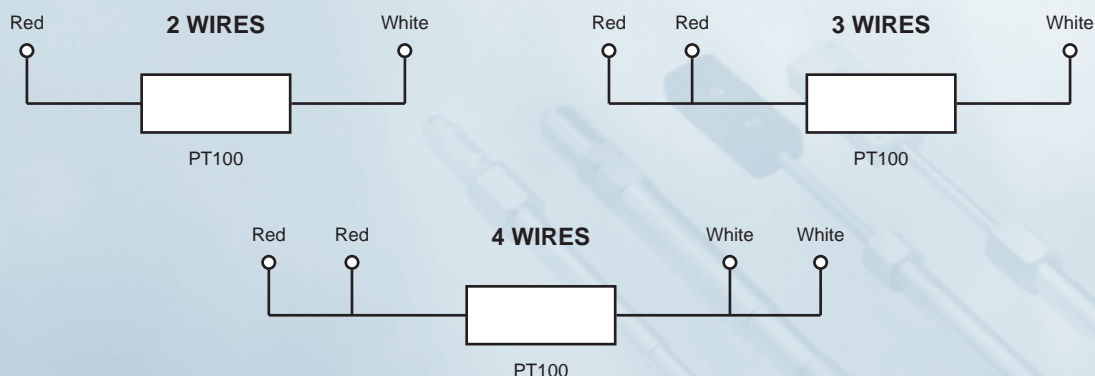 Red 2 WIRES White
Red Red 3 WIRES White
PT100
PT100
Red Red 4 WIRES White White
PT100